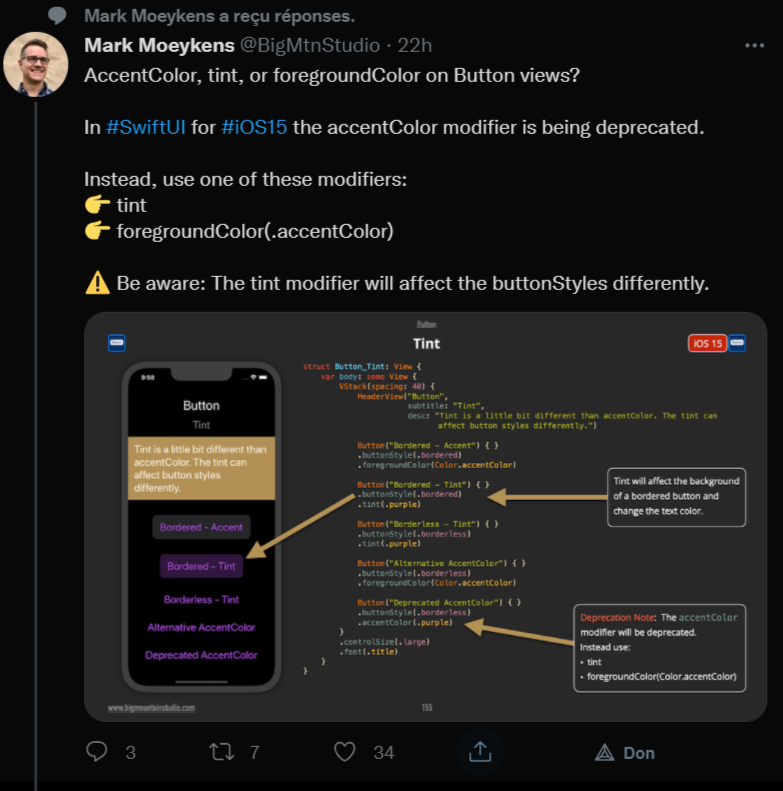 Mark Moeykens a reçu réponses.
Mark Moeykens @BigMtnStudio · 22h
AccentColor, tint, or foregroundColor on Button views?
In #SwiftUI for #iOS15 the accentColor modifier is being deprecated.
Instead, use one of these modifiers:
👉 tint
👉 foregroundColor(.accentColor)
⚠️ Be aware: The tint modifier will affect the buttonStyles differently.
Button
Tint
iOS 15
9:58
Button
Tint
Tint is a little bit different than
accentColor. The tint can
affect button styles
differently.
Bordered - Accent
Bordered - Tint
Borderless - Tint
Alternative AccentColor
Deprecated AccentColor
struct Button_Tint: View {
var body: some View {
VStack(spacing: 40) {
HeaderView("Button",
subtitle: "Tint",
desc: "Tint is a little bit different than accentColor. The tint can
affect button styles differently.")
Button("Bordered - Accent") { }
.buttonStyle(.bordered)
.foregroundColor(Color.accentColor)
Button("Bordered - Tint") { }
.buttonStyle(.bordered)
.tint(.purple)
Button("Borderless - Tint") { }
.buttonStyle(.borderless)
.tint(.purple)
Button("Alternative AccentColor") { }
.buttonStyle(.borderless)
.foregroundColor(Color.accentColor)
Button("Deprecated AccentColor") { }
.buttonStyle(.borderless)
.accentColor(.purple)
}
.controlSize(.large)
.font(.title)
}
}
Tint will affect the background
of a bordered button and
change the text color.
Deprecation Note: The accentColor
modifier will be deprecated.
Instead use:
• tint
• foregroundColor(Color.accentColor)
www.bigmountainstudio.com
155
3
7
34
Don